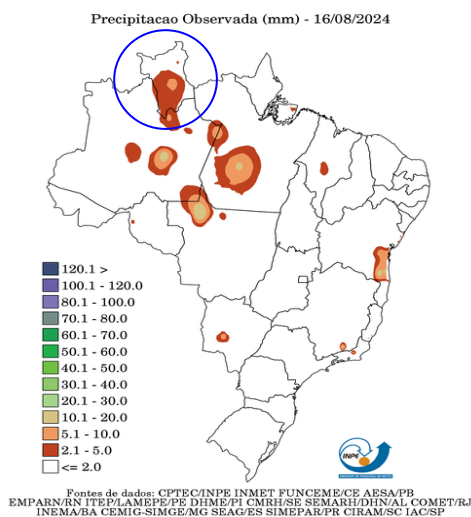 Precipitacao Observada (mm) - 16/08/2024
120.1 >
100.1 - 120.0
80.1 - 100.0
70.1 - 80.0
60.1 - 70.0
50.1 - 60.0
40.1 - 50.0
30.1 - 40.0
20.1 - 30.0
10.1 - 20.0
5.1 - 10.0
2.1 - 5.0
<= 2.0
INPE
Fontes de dados: CPTEC/INPE INMET FUNCEME/CE AESA/PB
EMPARN/RN ITEP/LAMEPE/PE DHME/PI CMRH/SE SEMARH/DHN/AL COMET/RJ
INEMA/BA CEMIG-SIMGE/MG SEAG/ES SIMEPAR/PR CIRAM/SC IAC/SP